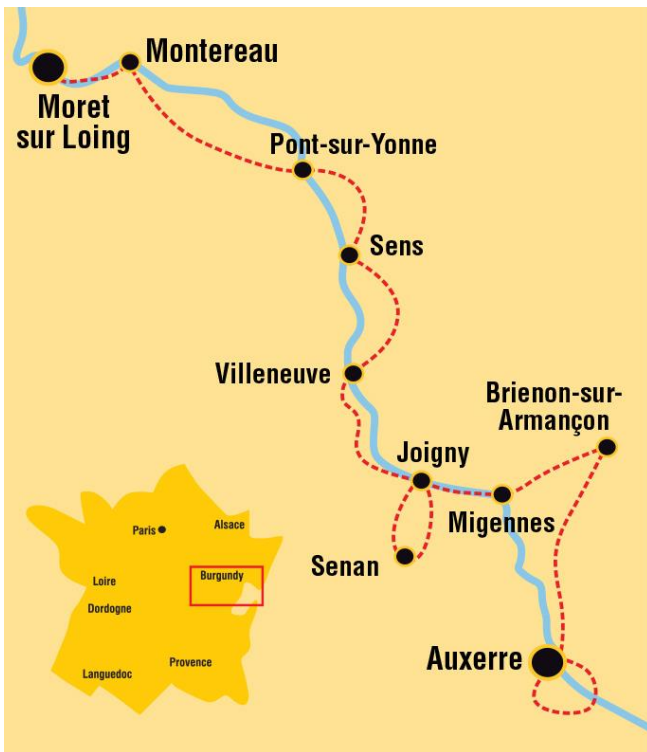 Montereau
Moret
sur Loing
Pont-sur-Yonne
Sens
Villeneuve
Brienon-sur-
Armançon
Joigny
Migennes
Senan
Auxerre
Paris
Alsace
Burgundy
Loire
Dordogne
Provence
Languedoc